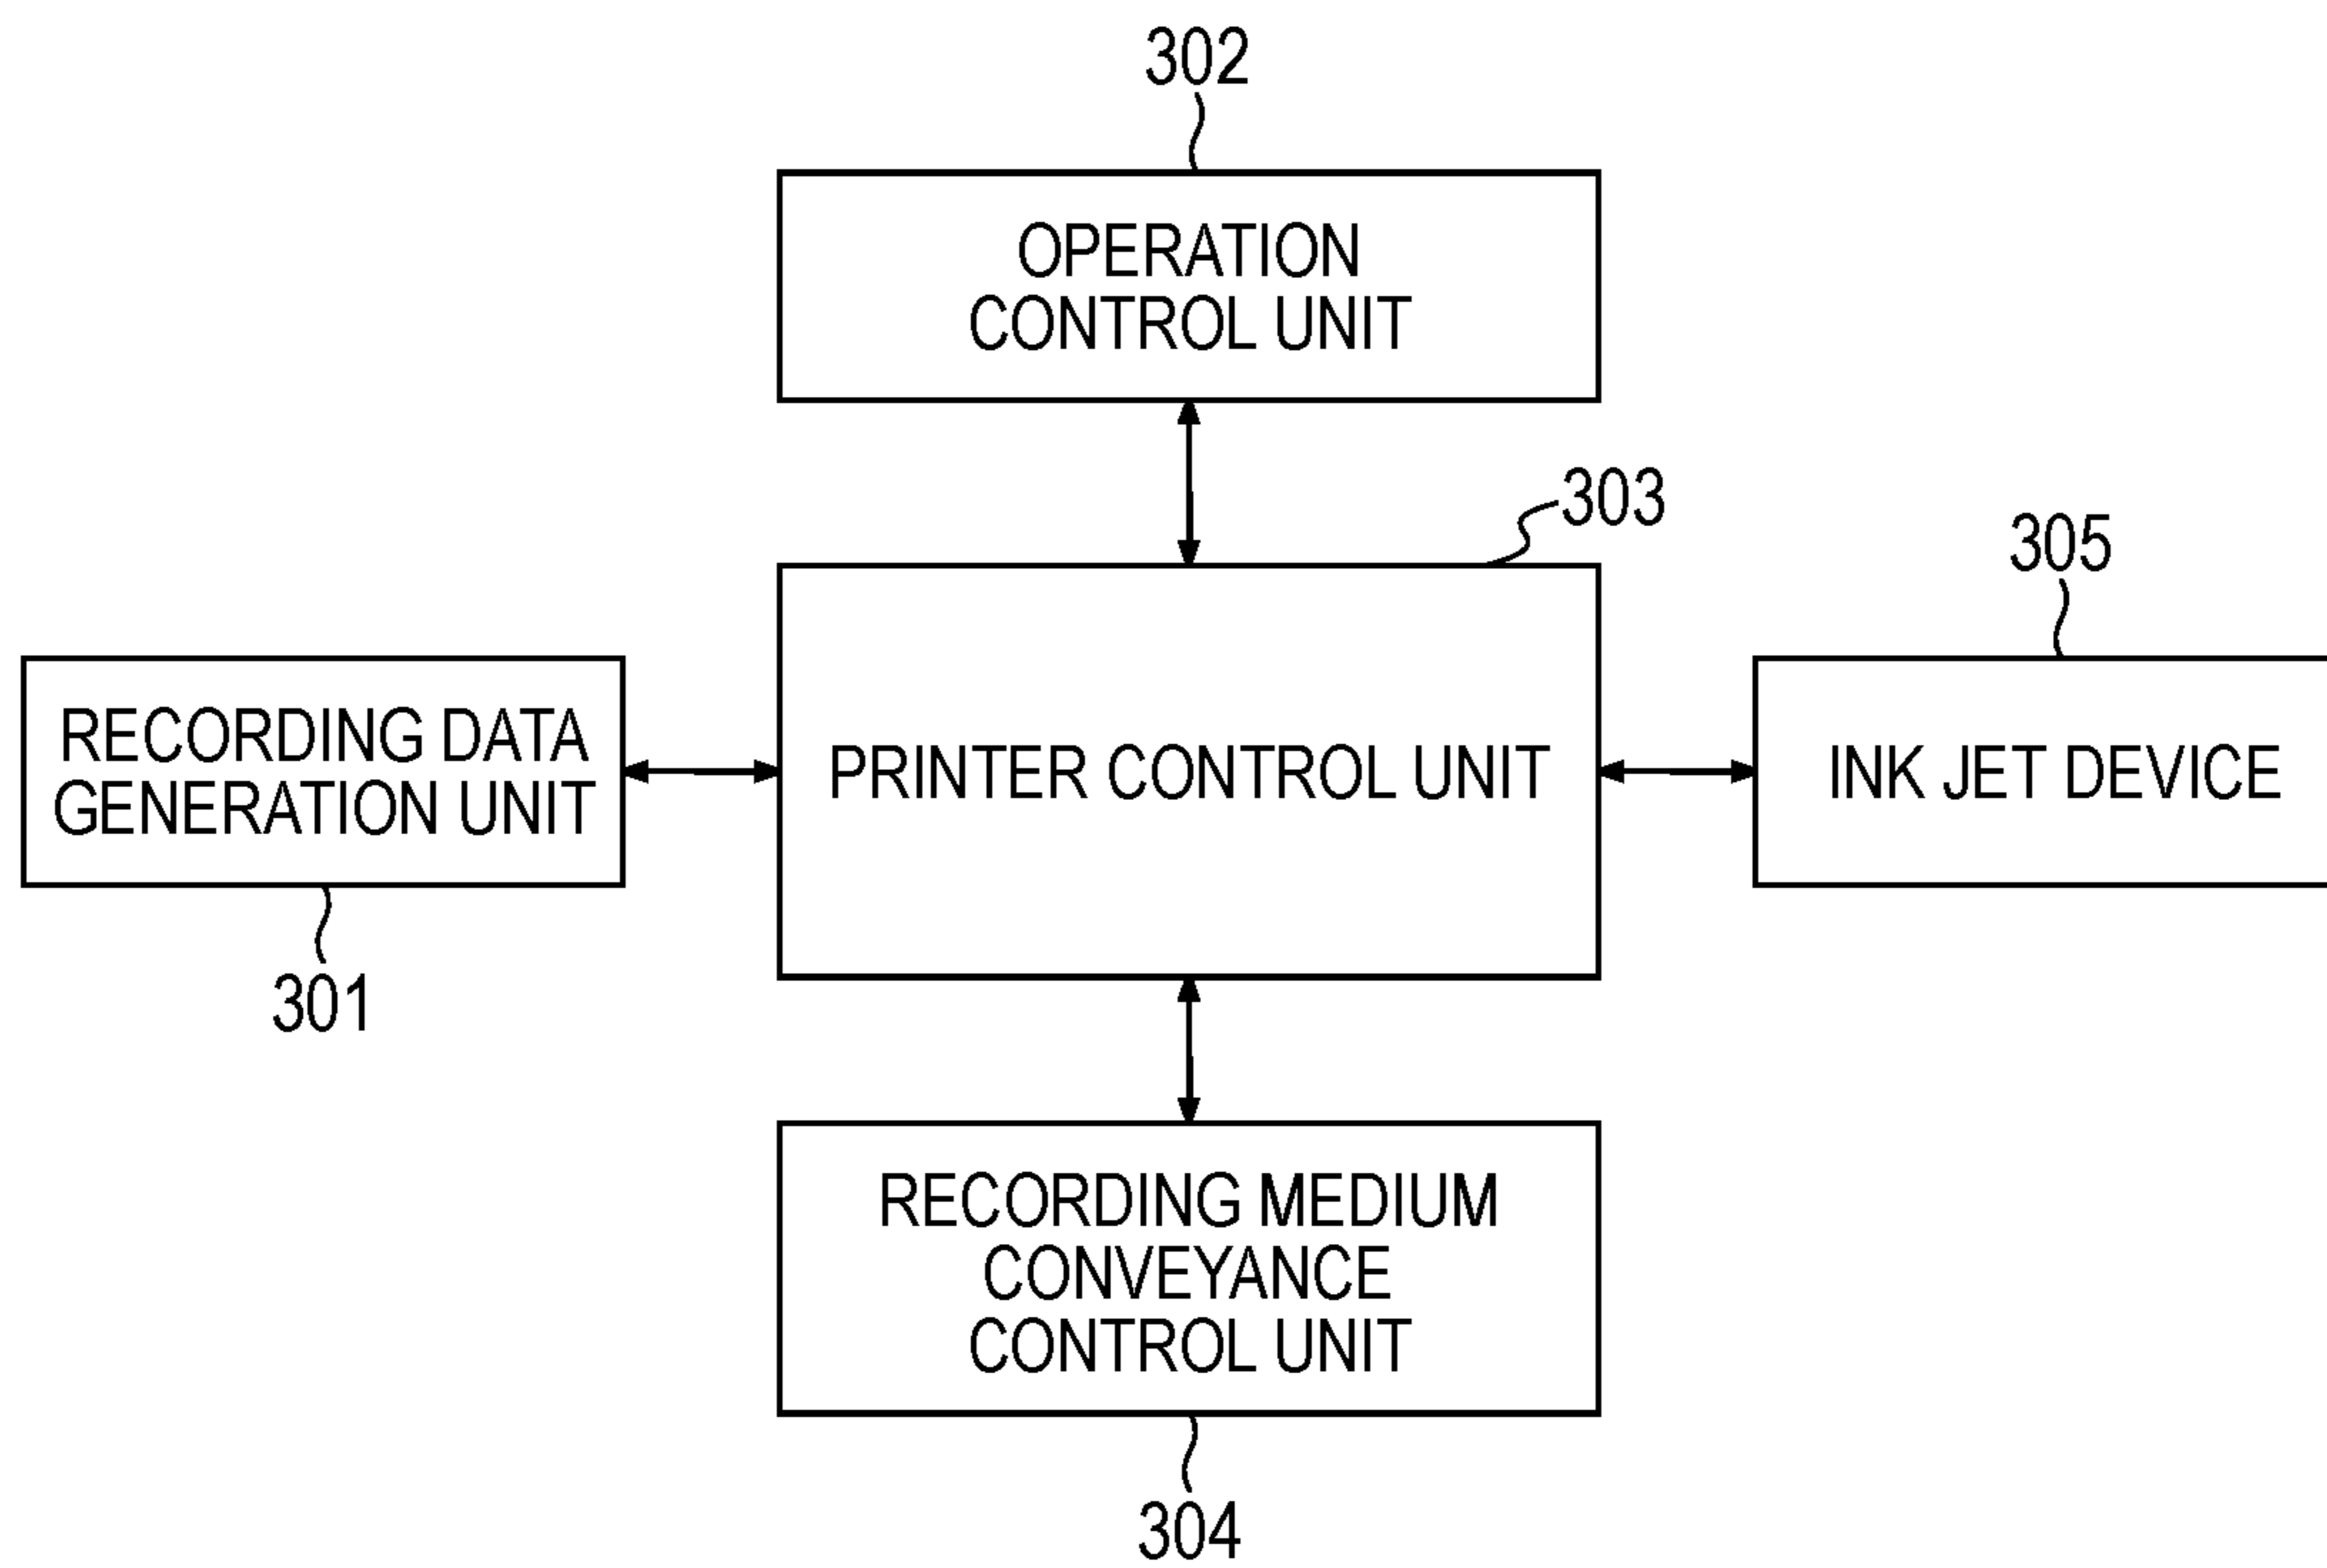 302
OPERATION
CONTROL UNIT
303
305
RECORDING DATA
GENERATION UNIT
PRINTER CONTROL UNIT
INK JET DEVICE
301
RECORDING MEDIUM
CONVEYANCE
CONTROL UNIT
304